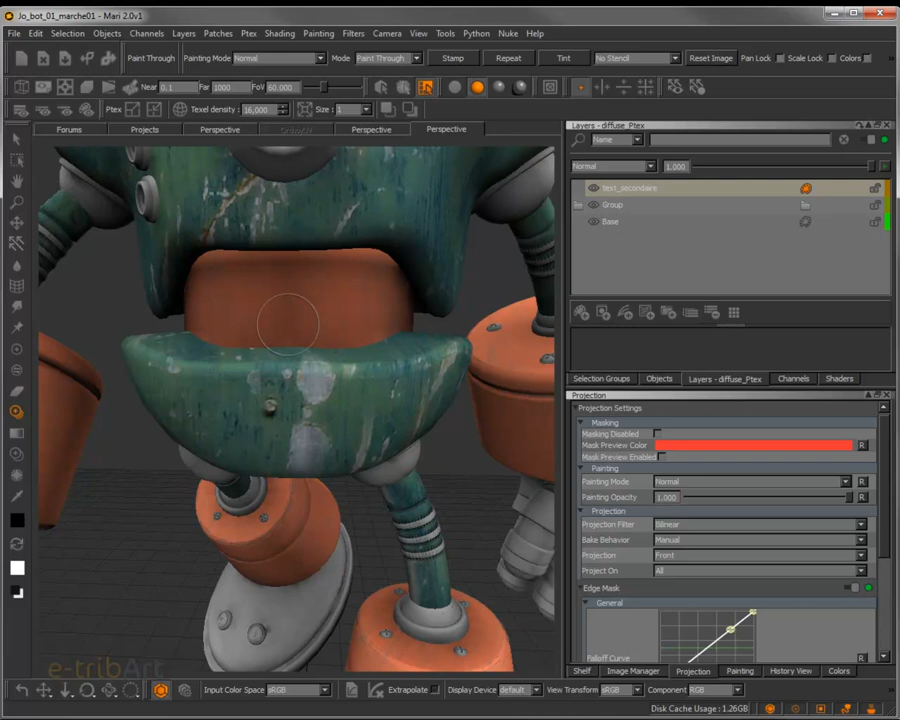 Jo_bot_01_marche01 - Mari 2.0v1
File Edit Selection Objects Channels Layers Patches Ptex Shading Painting Filters Camera View Tools Python Nuke Help
Paint Through Painting Mode Normal Mode Paint Through Stamp Repeat Tint No Stencil Reset Image Pan Lock Scale Lock Colors
Near 0.1 Far 1000 FoV 60.000
Ptex Texel density: 16,000 Size : 1
Forums Projects Perspective Perspective Perspective
Layers - diffuse_Ptex
Name
Normal 1.000
text_secondaire
Group
Base
Selection Groups Objects Layers - diffuse_Ptex Channels Shaders
Projection
Projection Settings
Masking
Masking Disabled
Mask Preview Color R
Mask Preview Enabled
Painting
Painting Mode Normal R
Painting Opacity 1.000 R
Projection
Projection Filter Bilinear
Bake Behavior Manual
Projection Front
Project On All
Edge Mask
General
Falloff Curve R
e-tribArt
Shelf Image Manager Projection Painting History View Colors
Input Color Space sRGB Extrapolate Display Device default View Transform sRGB Component RGB
Disk Cache Usage : 1.26GB